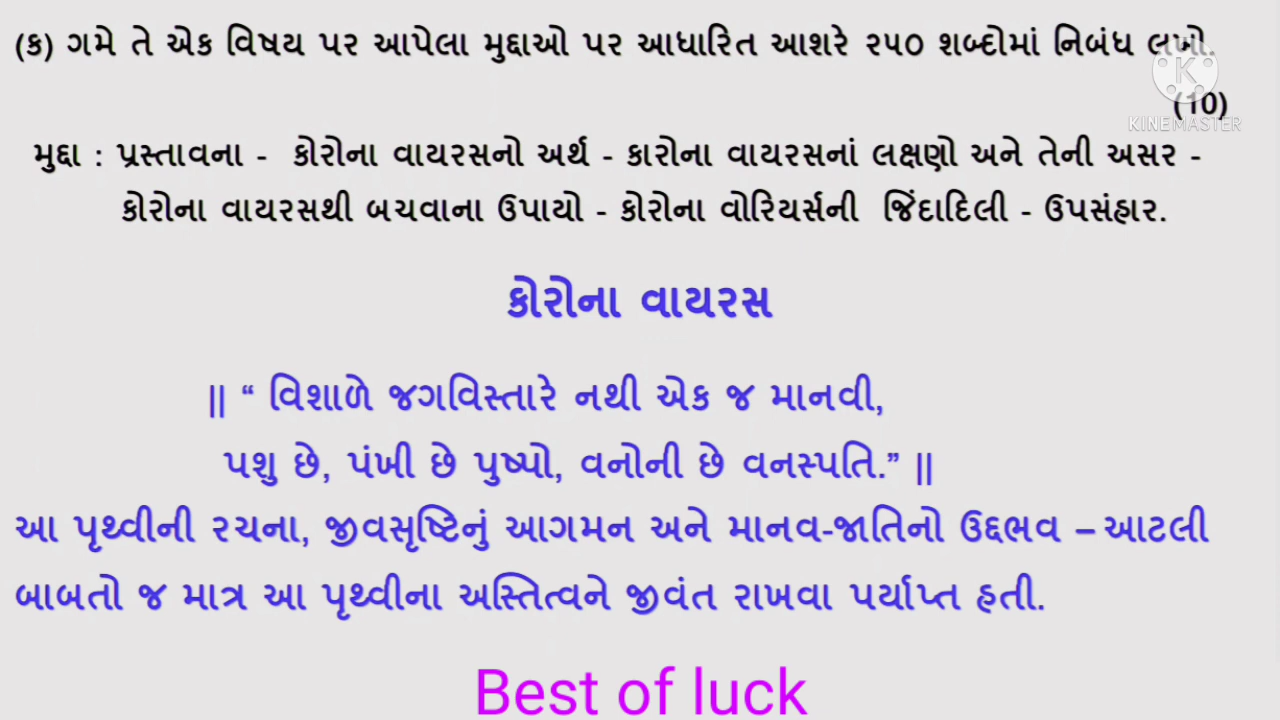 (ક) ગમે તે એક વિષય પર આપેલા મુદ્દાઓ પર આધારિત આશરે ૨૫૦ શબ્દોમાં નિબંધ લખો.
(10)
KINEMASTER
મુદ્દા : પ્રસ્તાવના - કોરોના વાયરસનો અર્થ - કારોના વાયરસનાં લક્ષણો અને તેની અસર -
કોરોના વાયરસથી બચવાના ઉપાયો - કોરોના વોરિયર્સની જિંદાદિલી - ઉપસંહાર.
કોરોના વાયરસ
|| “ વિશાળે જગવિસ્તારે નથી એક જ માનવી,
પશુ છે, પંખી છે પુષ્પો, વનોની છે વનસ્પતિ.” ||
આ પૃથ્વીની રચના, જીવસૃષ્ટિનું આગમન અને માનવ-જાતિનો ઉદ્દભવ – આટલી
બાબતો જ માત્ર આ પૃથ્વીના અસ્તિત્વને જીવંત રાખવા પર્યાપ્ત હતી.
Best of luck